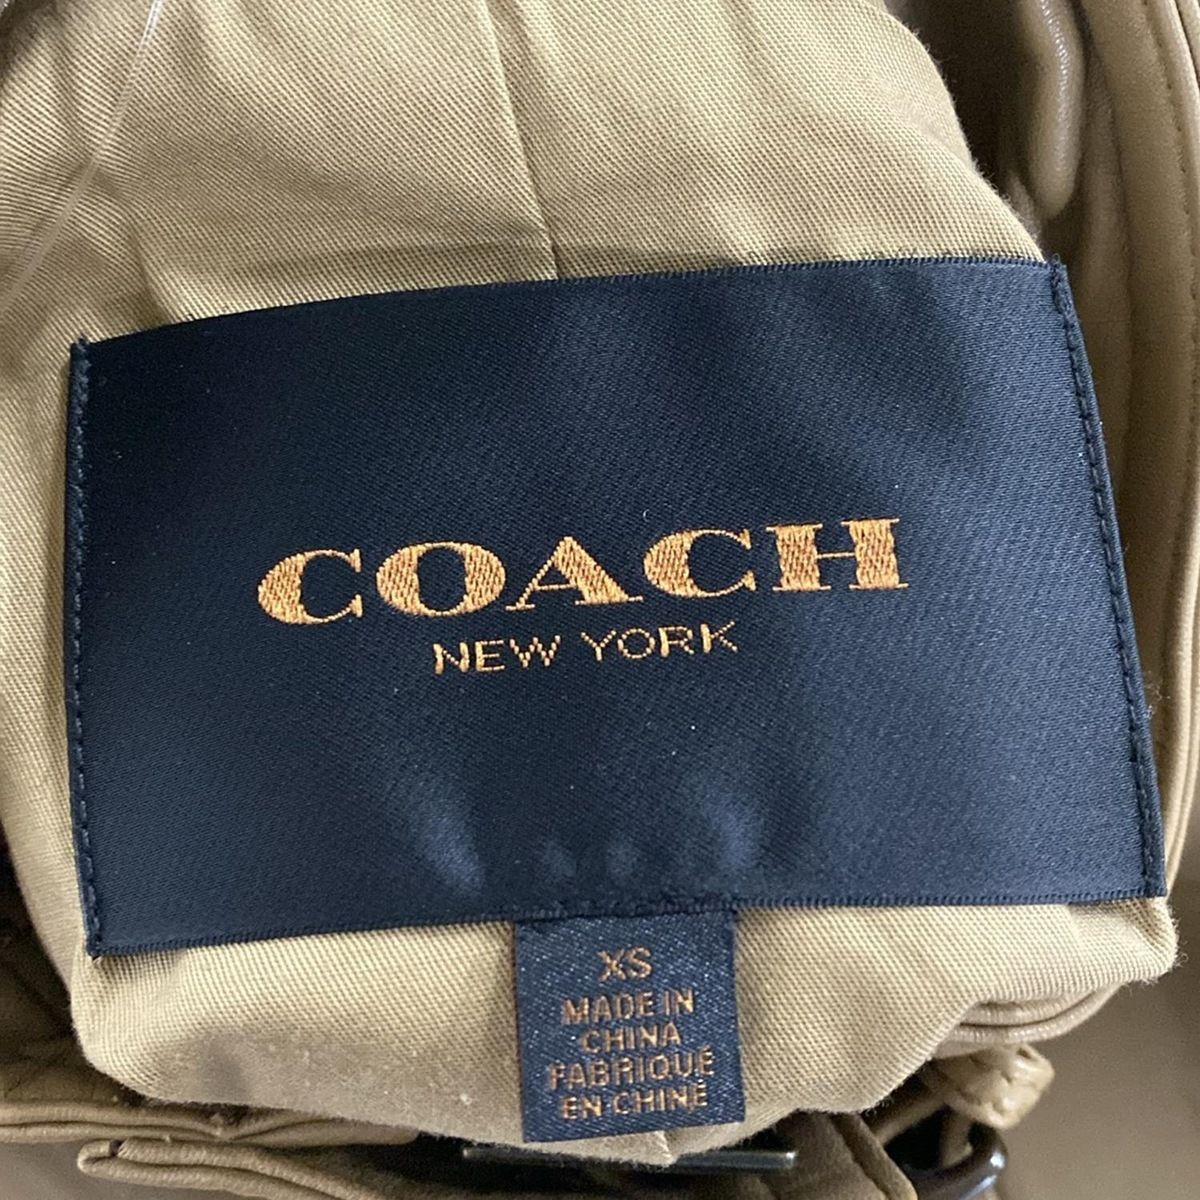 COACH
NEW YORK
XS
MADE IN
CHINA
FABRIQUÉ
EN CHINE